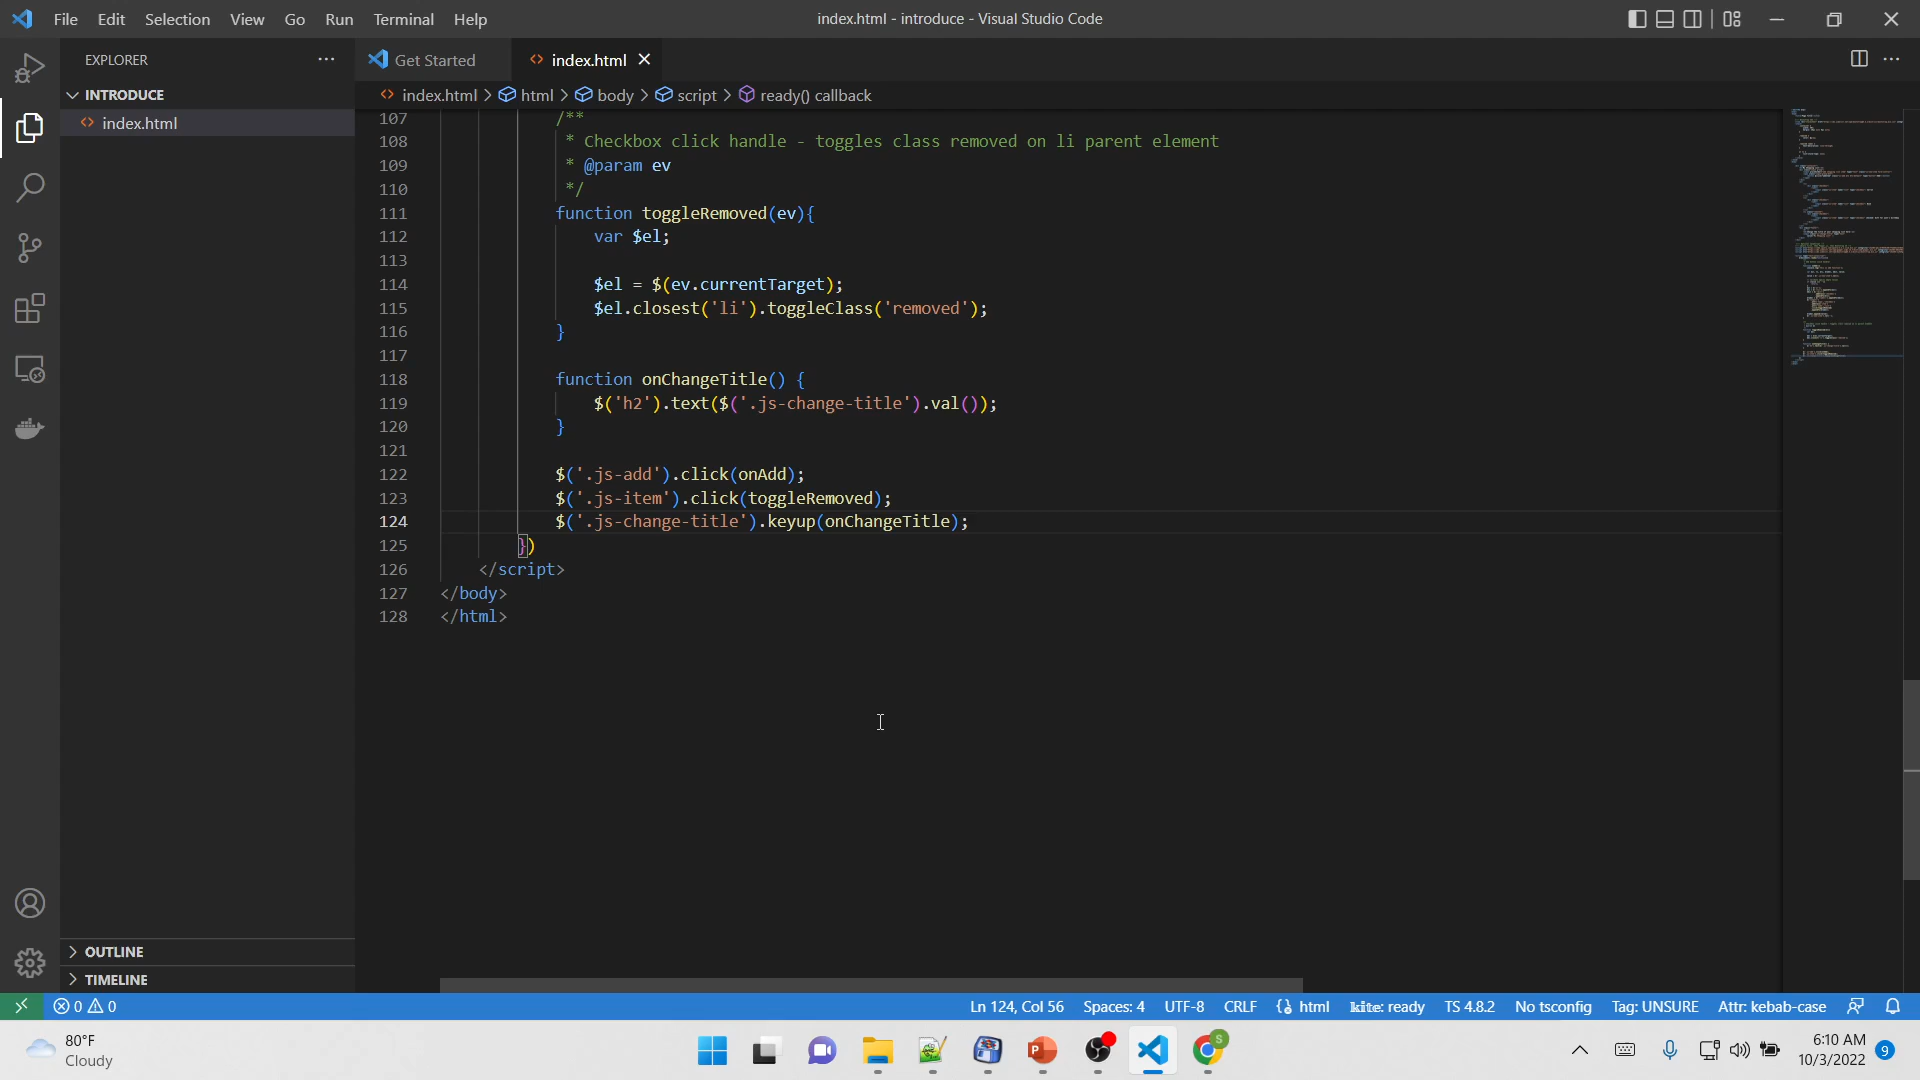 File Edit Selection View Go Run Terminal Help
index.html - introduce - Visual Studio Code
EXPLORER
INTRODUCE
index.html
OUTLINE
TIMELINE
Get Started
index.html
index.html > html > body > script > ready() callback
107 /**
108 * Checkbox click handle - toggles class removed on li parent element
109 * @param ev
110 */
111 function toggleRemoved(ev){
112 var $el;
113
114 $el = $(ev.currentTarget);
115 $el.closest('li').toggleClass('removed');
116 }
117
118 function onChangeTitle() {
119 $('h2').text($('.js-change-title').val());
120 }
121
122 $('.js-add').click(onAdd);
123 $('.js-item').click(toggleRemoved);
124 $('.js-change-title').keyup(onChangeTitle);
125 })
126 </script>
127 </body>
128 </html>
0 0 Ln 124, Col 56 Spaces: 4 UTF-8 CRLF html kite: ready TS 4.8.2 No tsconfig Tag: UNSURE Attr: kebab-case
80°F
Cloudy
P
S
6:10 AM
10/3/2022
9